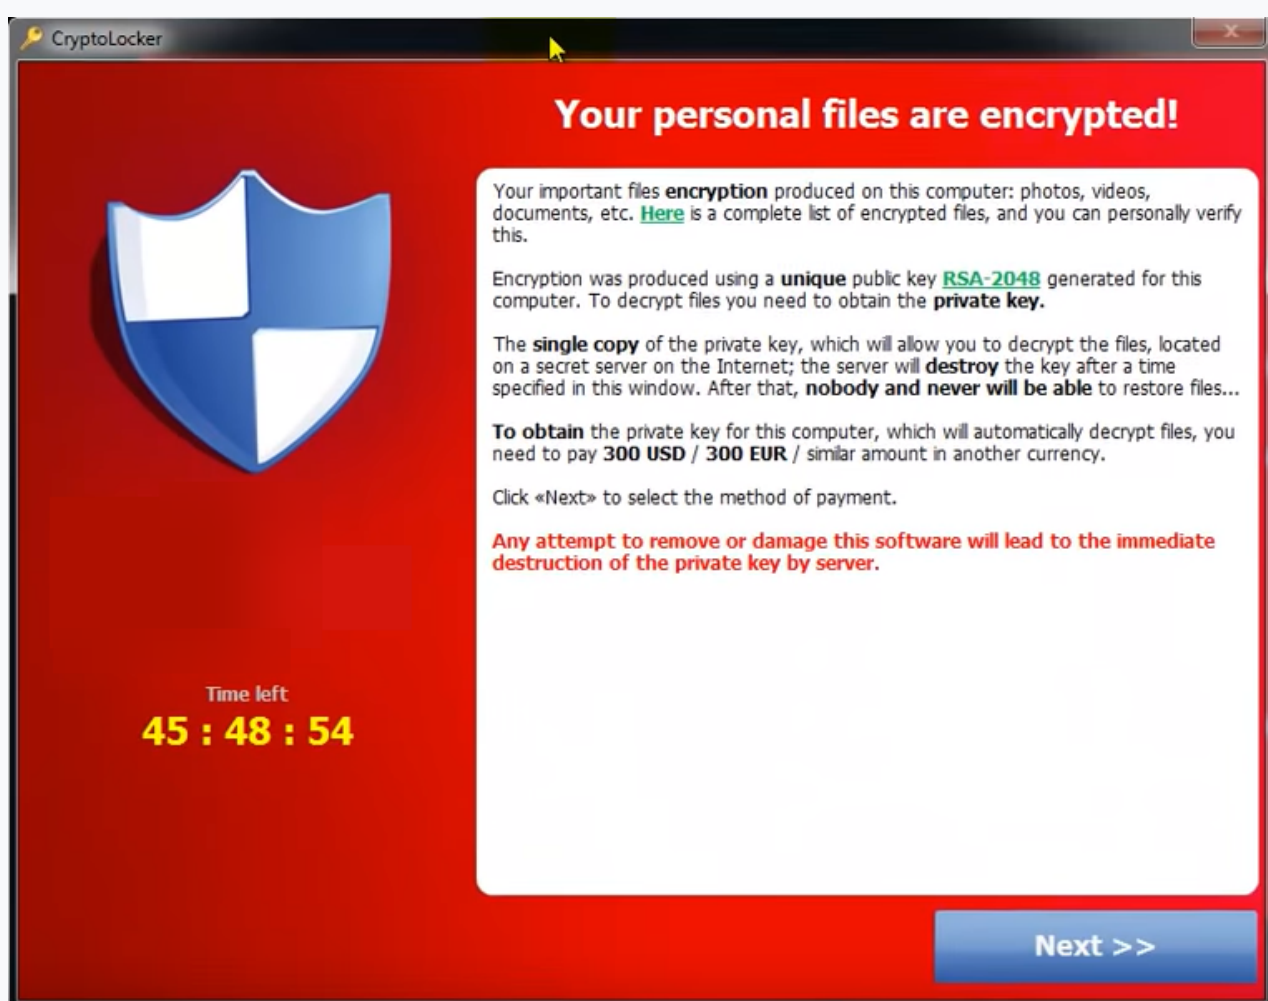 CryptoLocker
Your personal files are encrypted!
Your important files encryption produced on this computer: photos, videos,
documents, etc. Here is a complete list of encrypted files, and you can personally verify
this.
Encryption was produced using a unique public key RSA-2048 generated for this
computer. To decrypt files you need to obtain the private key.
The single copy of the private key, which will allow you to decrypt the files, located
on a secret server on the Internet; the server will destroy the key after a time
specified in this window. After that, nobody and never will be able to restore files...
To obtain the private key for this computer, which will automatically decrypt files, you
need to pay 300 USD / 300 EUR / similar amount in another currency.
Click «Next» to select the method of payment.
Any attempt to remove or damage this software will lead to the immediate
destruction of the private key by server.
Time left
45 : 48 : 54
Next >>